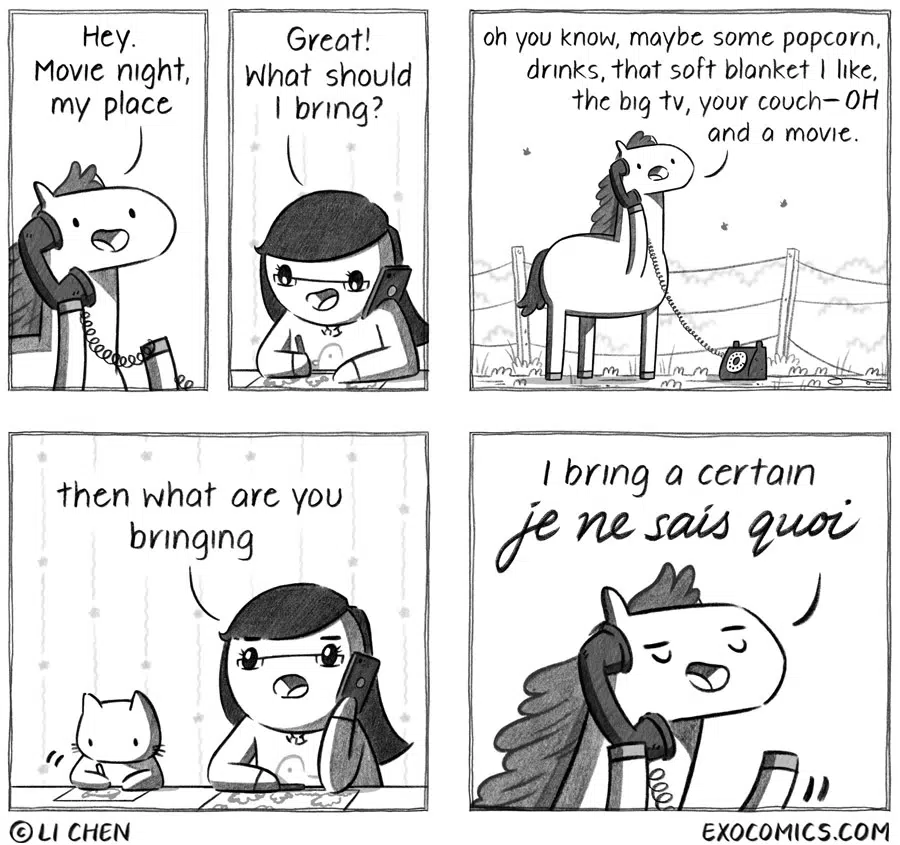 Hey.
Movie night,
my place
Great!
What should
I bring?
oh you know, maybe some popcorn,
drinks, that soft blanket I like,
the big tv, your couch— OH
and a movie.
then what are you
bringing
I bring a certain
je ne sais quoi
© LI CHEN
EXOCOMICS.COM